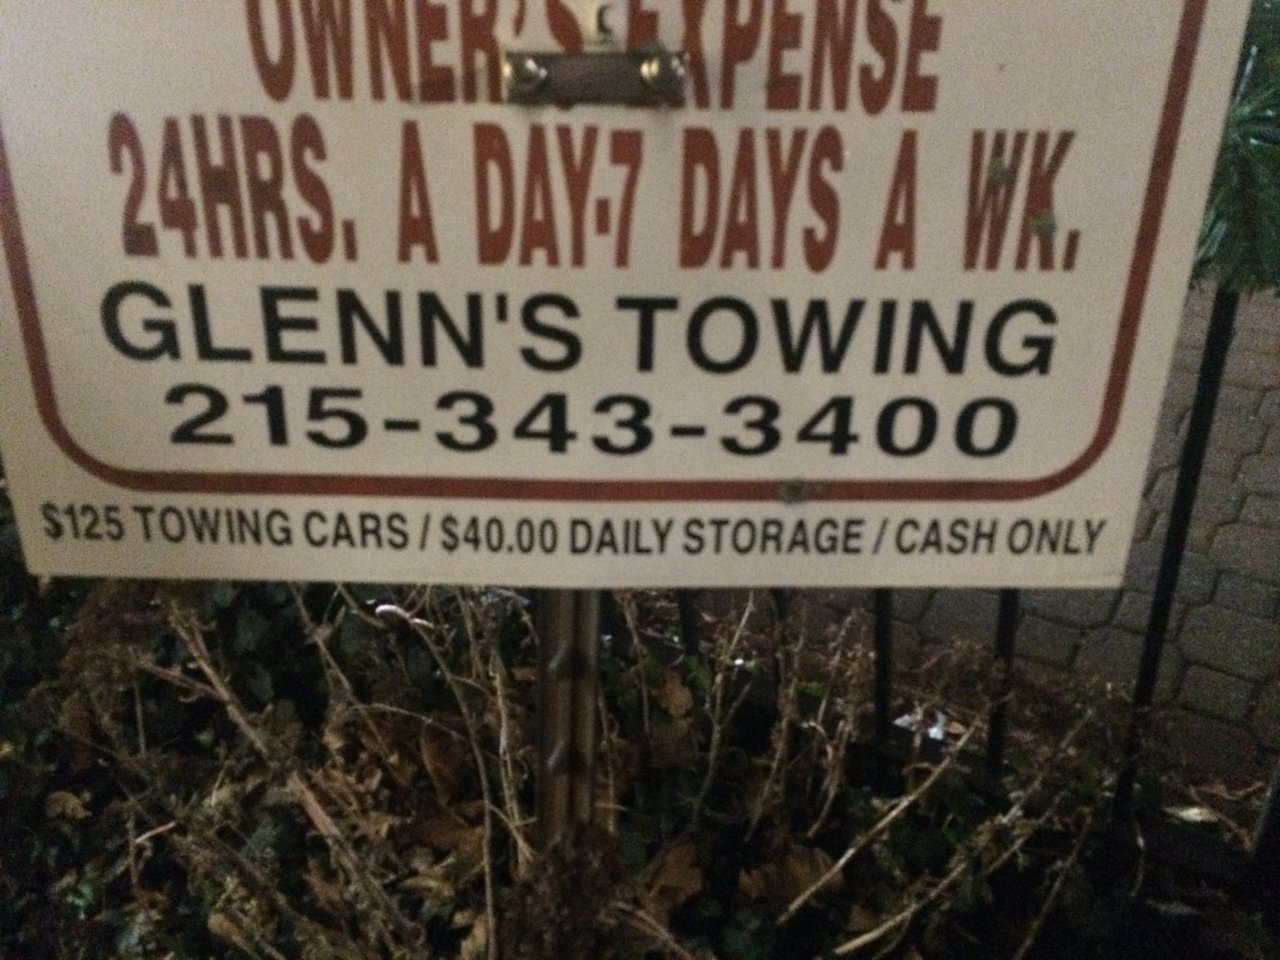 OWNER'S EXPENSE
24HRS. A DAY-7 DAYS A WK.
GLENN'S TOWING
215-343-3400
$125 TOWING CARS / $40.00 DAILY STORAGE / CASH ONLY